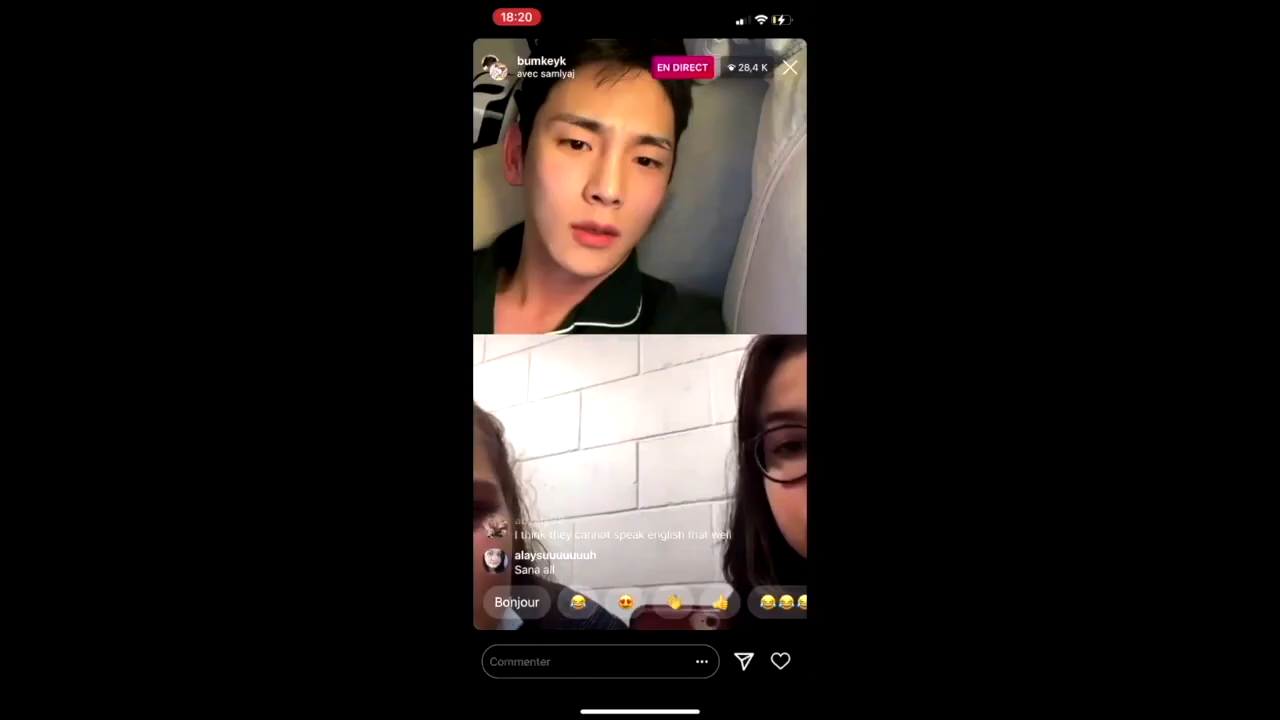 18:20
bumkeyk
avec samlyaj
EN DIRECT
28,4 K
I think they cannot speak english that well
alaysuuuuuuuh
Sana all
Bonjour
Commenter